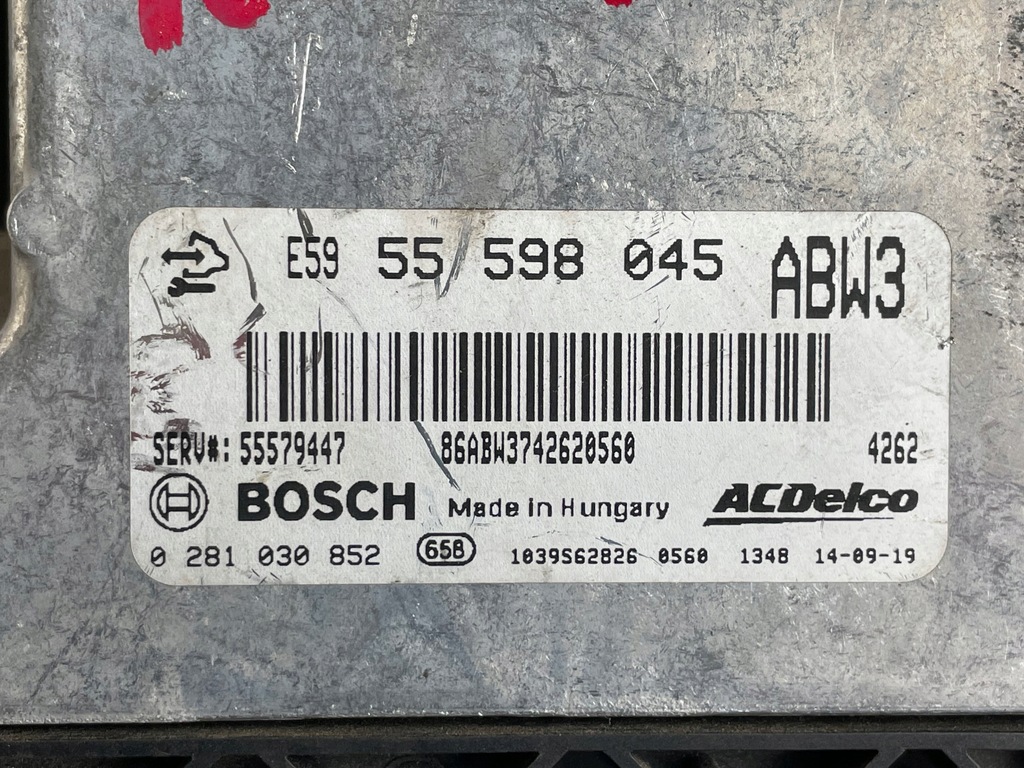 E59 55 598 045 ABW3
SERV#: 55579447 86ABW3742620560 4262
BOSCH Made in Hungary ACDelco
0 281 030 852 65B 1039S62826 0560 1348 14-09-19